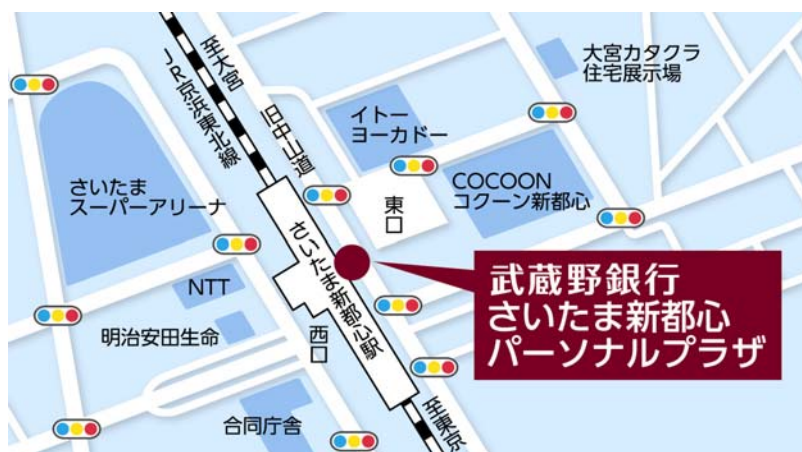 至大宮
JR京浜東北線
旧中山道
イトー
ヨーカドー
大宮カタクラ
住宅展示場
さいたま
スーパーアリーナ
COCOON
コクーン新都心
東口
NTT
さいたま新都心駅
明治安田生命
西口
武蔵野銀行
さいたま新都心
パーソナルプラザ
合同庁舎
至東京